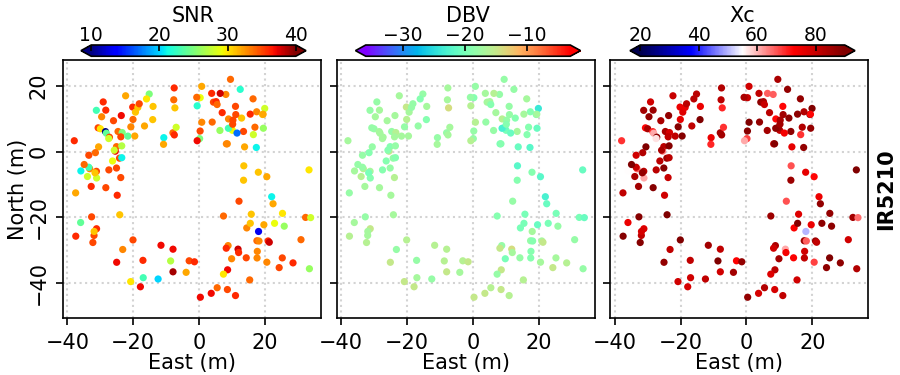 SNR DBV Xc
10 20 30 40 −30 −20 −10 20 40 60 80
North (m)
20
0
−20
−40
IR5210
−40 −20 0 20 −40 −20 0 20 −40 −20 0 20
East (m) East (m) East (m)